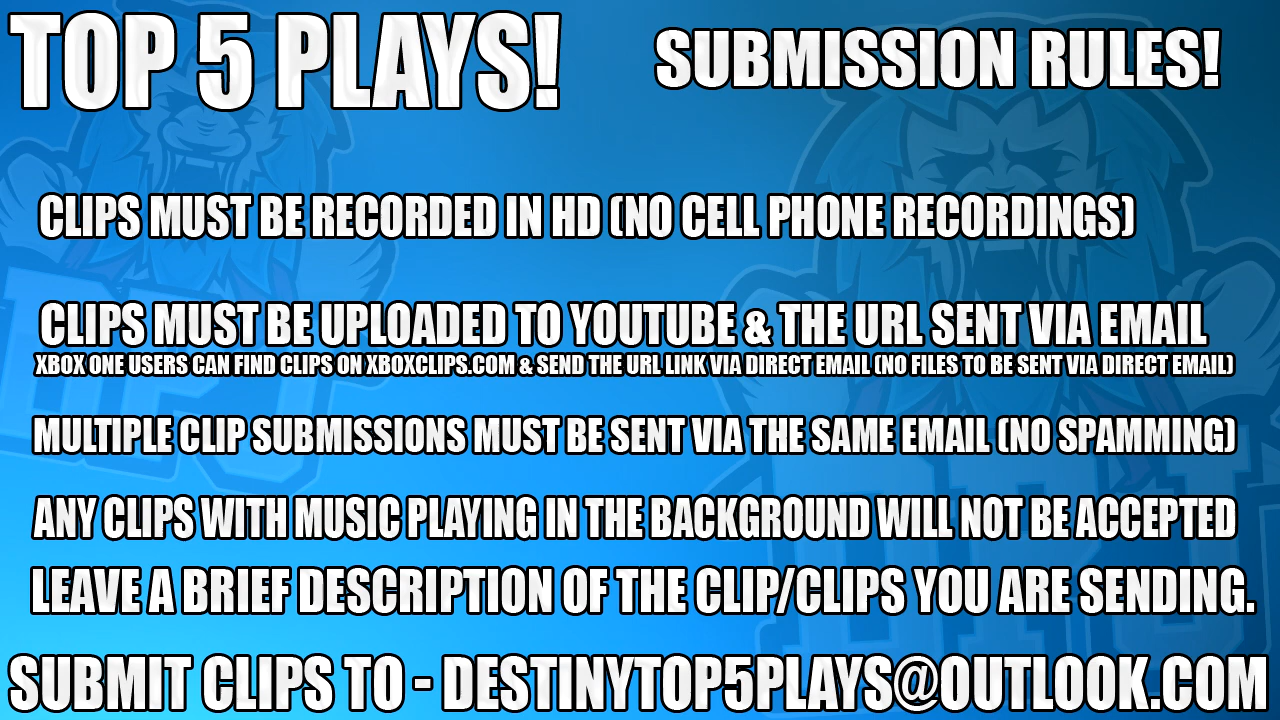 TOP 5 PLAYS!
SUBMISSION RULES!
CLIPS MUST BE RECORDED IN HD (NO CELL PHONE RECORDINGS)
CLIPS MUST BE UPLOADED TO YOUTUBE & THE URL SENT VIA EMAIL
XBOX ONE USERS CAN FIND CLIPS ON XBOXCLIPS.COM & SEND THE URL LINK VIA DIRECT EMAIL (NO FILES TO BE SENT VIA DIRECT EMAIL)
MULTIPLE CLIP SUBMISSIONS MUST BE SENT VIA THE SAME EMAIL (NO SPAMMING)
ANY CLIPS WITH MUSIC PLAYING IN THE BACKGROUND WILL NOT BE ACCEPTED
LEAVE A BRIEF DESCRIPTION OF THE CLIP/CLIPS YOU ARE SENDING.
SUBMIT CLIPS TO - DESTINYTOP5PLAYS@OUTLOOK.COM